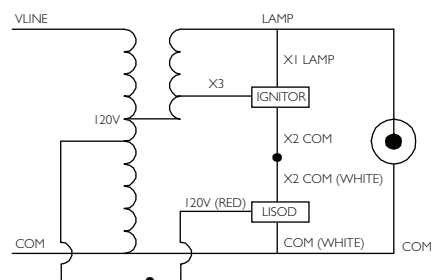 VLINE
LAMP
X1 LAMP
X3
IGNITOR
120V
X2 COM
X2 COM (WHITE)
120V (RED)
LISOD
COM
COM (WHITE)
COM